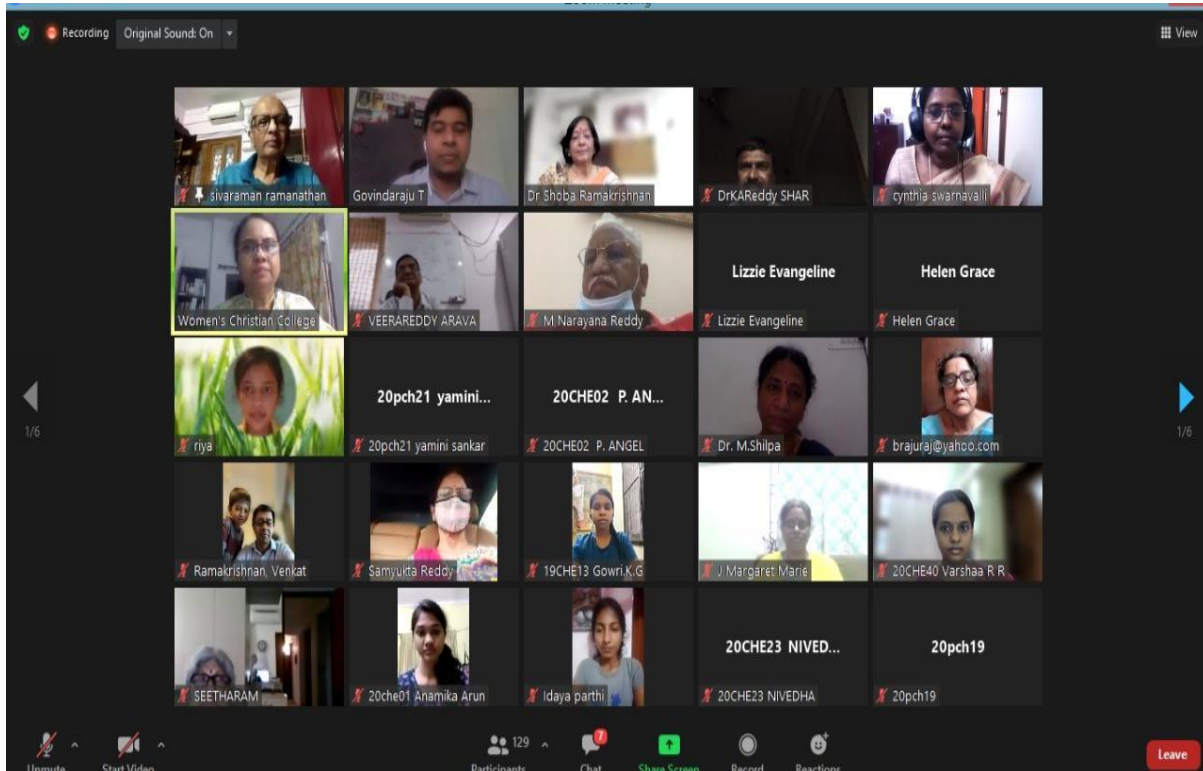 Zoom Meeting
Recording Original Sound: On
View
sivaraman ramanathan
Govindaraju T
Dr Shoba Ramakrishnan
DrKAReddy SHAR
cynthia swarnavalli
Women's Christian College
VEERAREDDY ARAVA
M Narayana Reddy
Lizzie Evangeline
Lizzie Evangeline
Helen Grace
Helen Grace
1/6
1/6
riya
20pch21 yamini...
20pch21 yamini sankar
20CHE02 P. AN...
20CHE02 P. ANGEL
Dr. M.Shilpa
brajuraj@yahoo.com
Ramakrishnan, Venkat
Samyukta Reddy
19CHE13 Gowri.K.G
J Margaret Marie
20CHE40 Varshaa R R
SEETHARAM
20che01 Anamika Arun
Idaya parthi
20CHE23 NIVED...
20CHE23 NIVEDHA
20pch19
20pch19
Unmute
Start Video
129
Participants
7
Chat
Share Screen
Record
Reactions
Leave